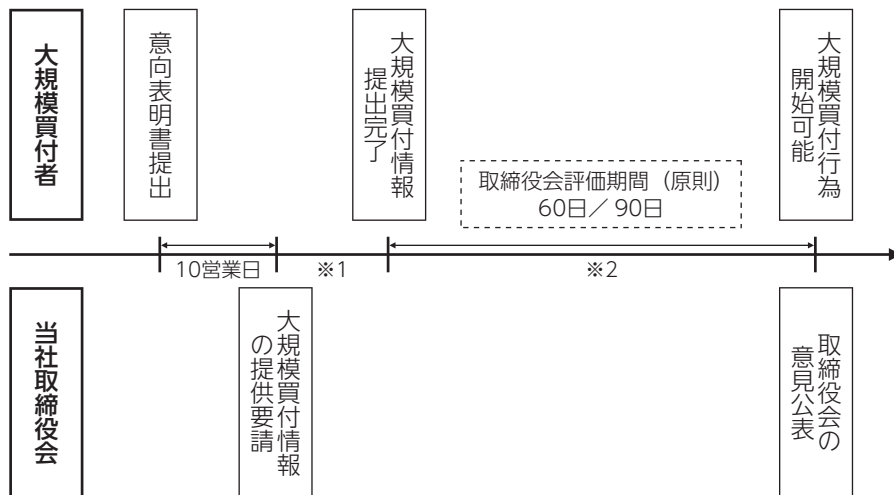 大規模買付者
意向表明書提出
大規模買付情報
提出完了
大規模買付行為
開始可能
取締役会評価期間(原則)
60日／90日
10営業日
※1
※2
当社取締役会
大規模買付情報
の提供要請
取締役会の
意見公表